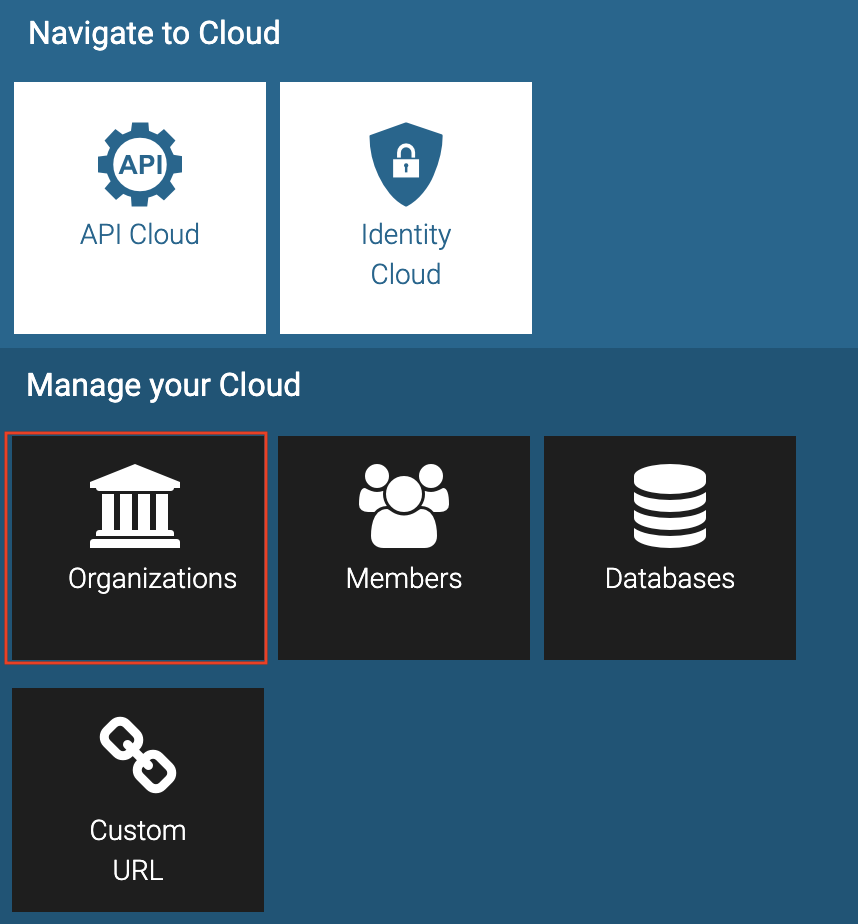 Navigate to Cloud
API
API Cloud
Identity
Cloud
Manage your Cloud
Organizations
Members
Databases
Custom
URL